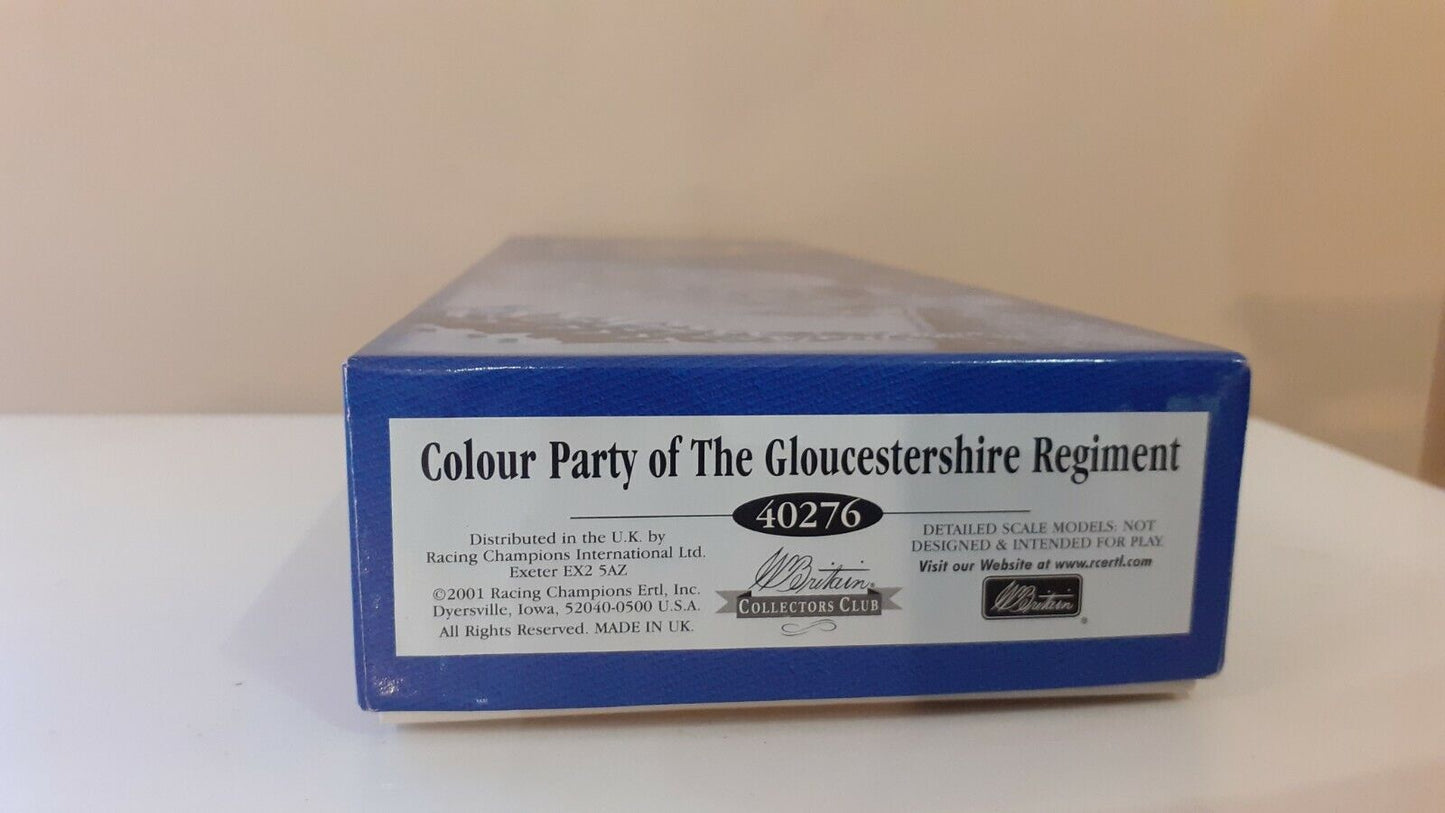 Colour Party of The Gloucestershire Regiment
40276
Distributed in the U.K. by
Racing Champions International Ltd.
Exeter EX2 5AZ
©2001 Racing Champions Ertl, Inc.
Dyersville, Iowa, 52040-0500 U.S.A.
All Rights Reserved. MADE IN UK.
WBritain®
COLLECTORS CLUB
DETAILED SCALE MODELS: NOT
DESIGNED & INTENDED FOR PLAY.
Visit our Website at www.rcertl.com
WBritain®